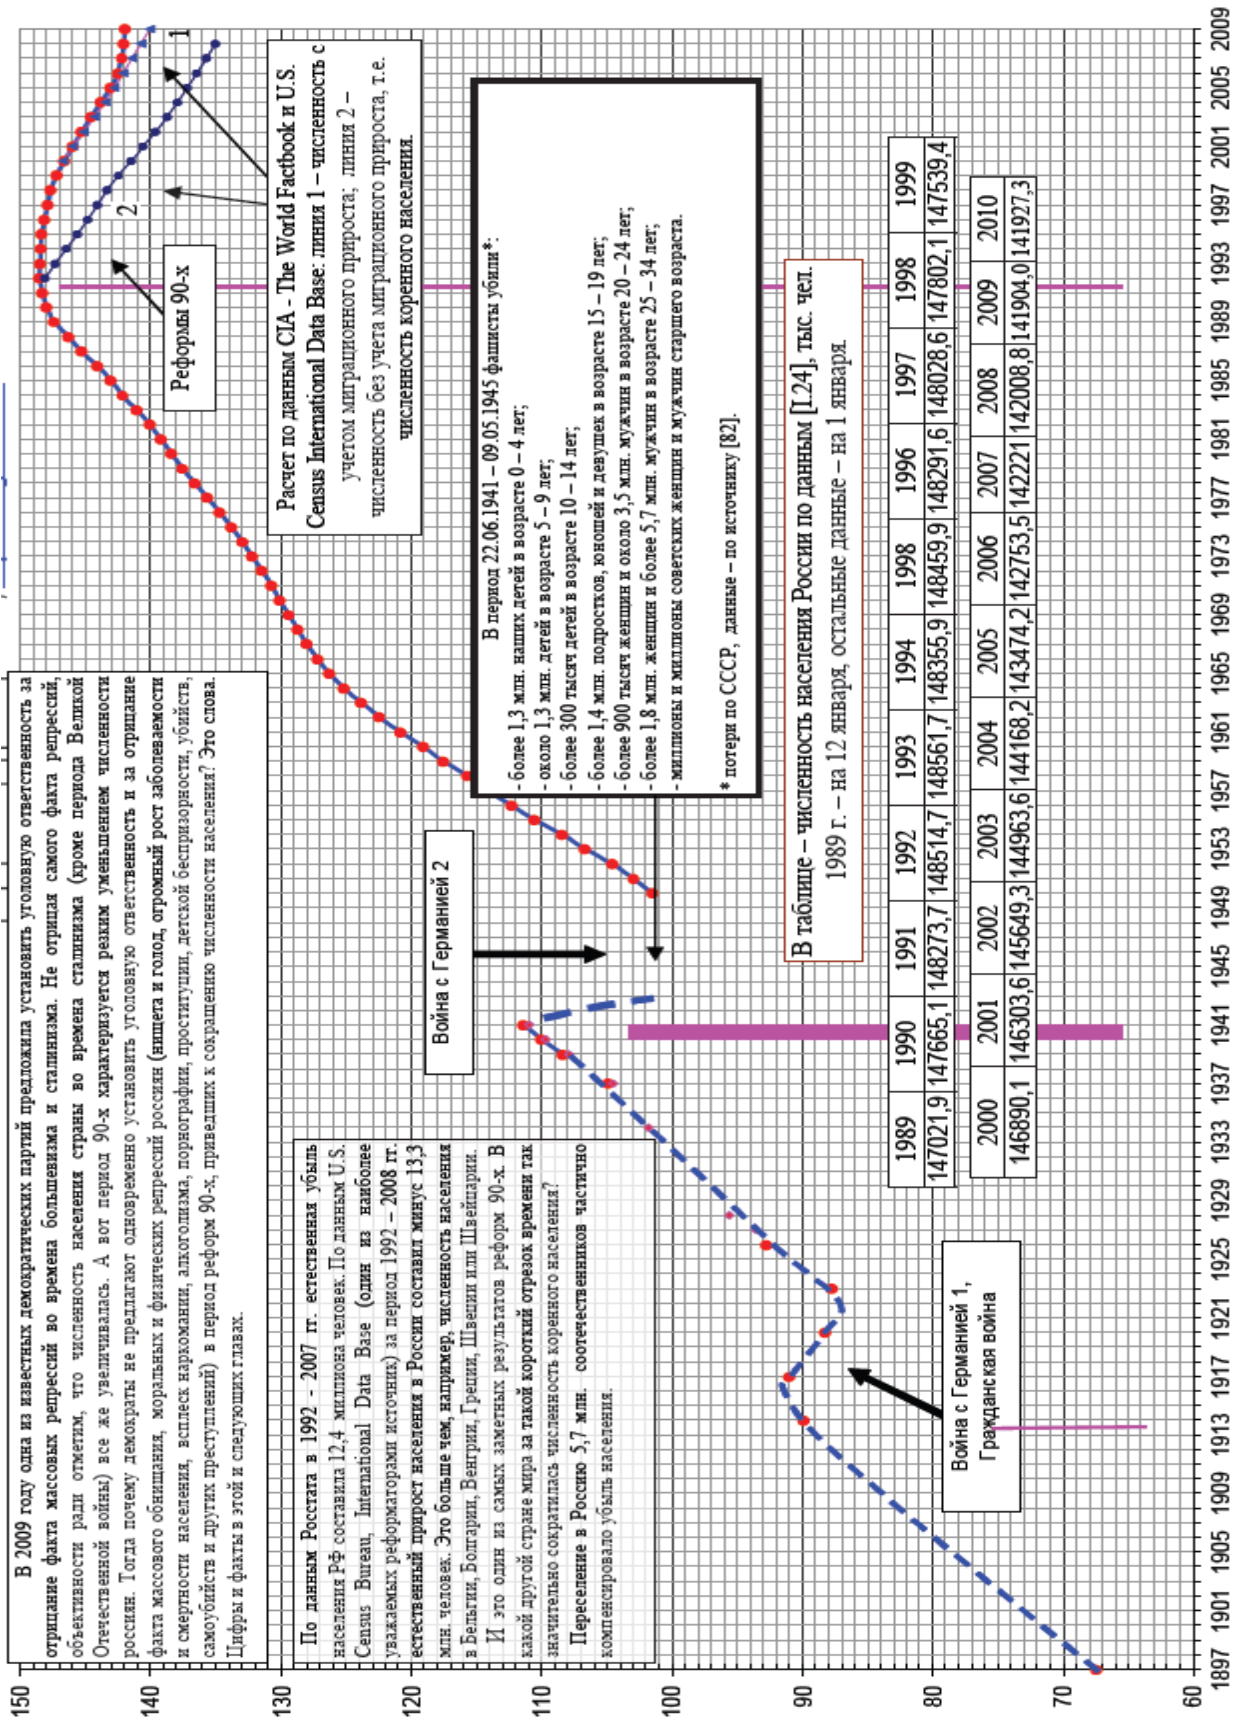 В 2009 году одна из известных демократических партий предложила установить уголовную ответственность за
отрицание факта массовых репрессий во времена большевизма и сталинизма. Не отрицая самого факта репрессий,
объективности ради отметим, что численность населения страны во времена сталинизма (кроме периода Великой
Отечественной войны) все же увеличивалась. А вот период 90-х характеризуется резким уменьшением численности
россиян. Тогда почему демократы не предлагают одновременно установить уголовную ответственность и за отрицание
факта массового обнищания, моральных и физических репрессий россиян (нищета и голод, огромный рост заболеваемости
и смертности населения, всплеск наркомании, алкоголизма, порнографии, проституции, детской беспризорности, убийств,
самоубийств и других преступлений) в период реформ 90-х, приведших к сокращению численности населения? Это слова.
Цифры и факты в этой и следующих главах.
По данным Росстата в 1992 - 2007 гг. естественная убыль
населения РФ составила 12,4 миллиона человек. По данным U.S.
Census Bureau, International Data Base (один из наиболее
уважаемых реформаторами источник) за период 1992 – 2008 гг.
естественный прирост населения в России составил минус 13,3
млн. человек. Это больше чем, например, численность населения
в Бельгии, Болгарии, Венгрии, Греции, Швеции или Швейцарии.
И это один из самых заметных результатов реформ 90-х. В
какой другой стране мира за такой короткий отрезок времени так
значительно сократилась численность коренного населения?
Переселение в Россию 5,7 млн. соотечественников частично
компенсировало убыль населения.
Реформы 90-х
2
1
Расчет по данным CIA - The World Factbook и U.S.
Census International Data Base: линия 1 – численность с
учетом миграционного прироста; линия 2 –
численность без учета миграционного прироста, т.е.
численность коренного населения.
Война с Германией 2
В период 22.06.1941 – 09.05.1945 фашисты убили*:
- более 1,3 млн. наших детей в возрасте 0 – 4 лет;
- около 1,3 млн. детей в возрасте 5 – 9 лет;
- более 300 тысяч детей в возрасте 10 – 14 лет;
- более 1,4 млн. подростков, юношей и девушек в возрасте 15 – 19 лет;
- более 900 тысяч женщин и около 3,5 млн. мужчин в возрасте 20 – 24 лет;
- более 1,8 млн. женщин и более 5,7 млн. мужчин в возрасте 25 – 34 лет;
- миллионы и миллионы советских женщин и мужчин старшего возраста.
* потери по СССР, данные – по источнику [82].
В таблице – численность населения России по данным [I.24], тыс. чел.
1989 г. – на 12 января, остальные данные – на 1 января.
1989 1990 1991 1992 1993 1994 1998 1996 1997 1998 1999
147021,9 147665,1 148273,7 148514,7 148561,7 148355,9 148459,9 148291,6 148028,6 147802,1 147539,4
2000 2001 2002 2003 2004 2005 2006 2007 2008 2009 2010
146890,1 146303,6 145649,3 144963,6 144168,2 143474,2 142753,5 142221 142008,8 141904,0 141927,3
Война с Германией 1,
Гражданская война
150
140
130
120
110
100
90
80
70
60
1897 1901 1905 1909 1913 1917 1921 1925 1929 1933 1937 1941 1945 1949 1953 1957 1961 1965 1969 1973 1977 1981 1985 1989 1993 1997 2001 2005 2009